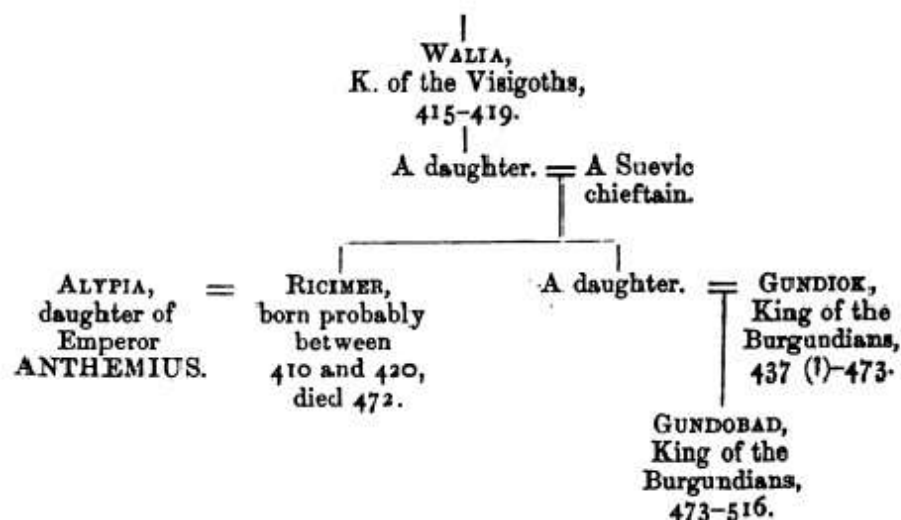 WALIA,
K. of the Visigoths,
415–419.
A daughter. = A Suevic
chieftain.
ALYPIA,
daughter of
Emperor
ANTHEMIUS.
=
RICIMER,
born probably
between
410 and 420,
died 472.
A daughter.
=
GUNDIOK,
King of the
Burgundians,
437 (?)–473.
GUNDOBAD,
King of the
Burgundians,
473–516.